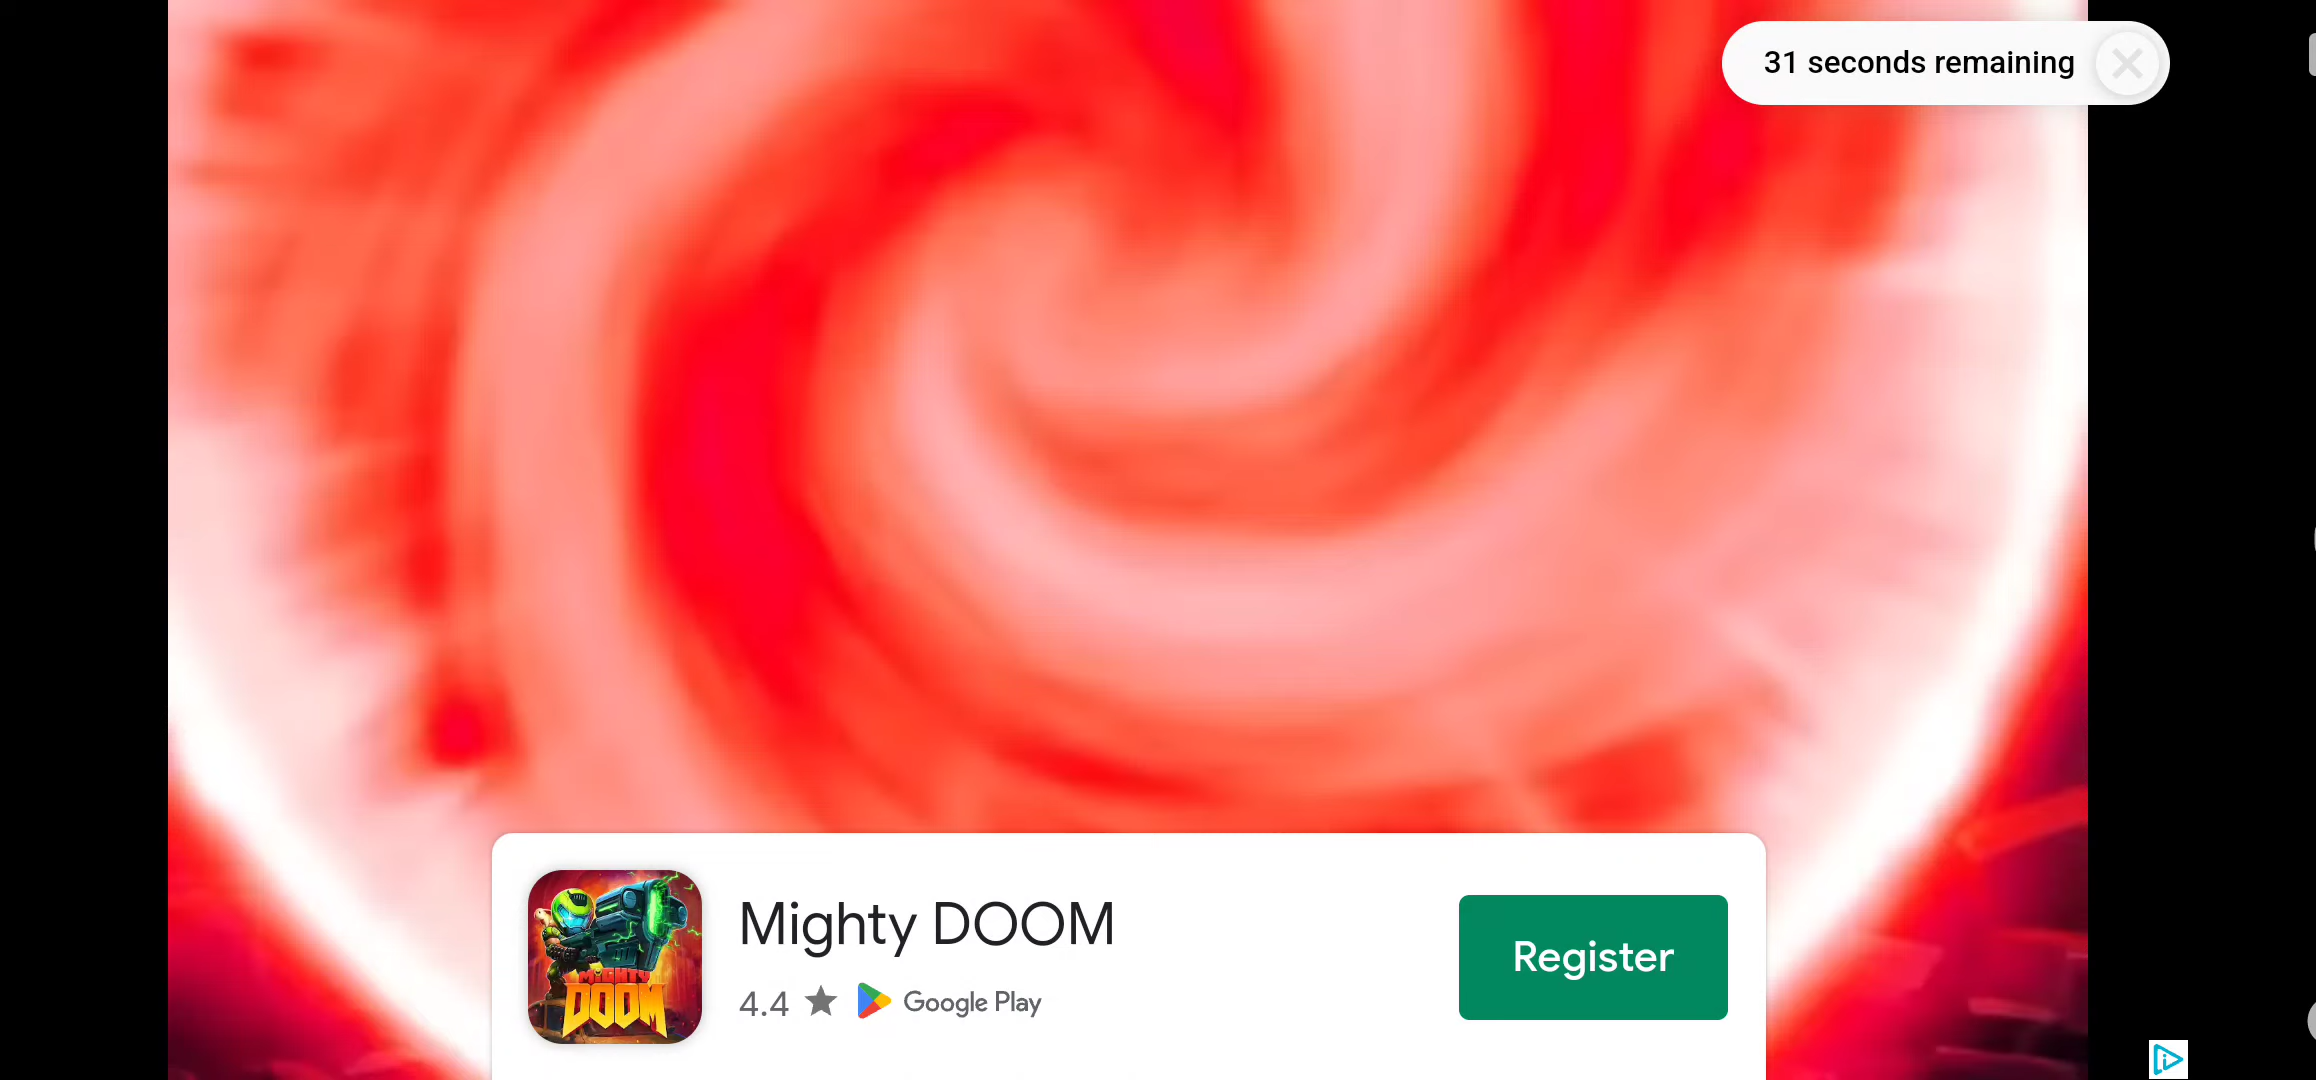 31 seconds remaining
Mighty DOOM
4.4 ★ Google Play
Register
MIGHTY
DOOM